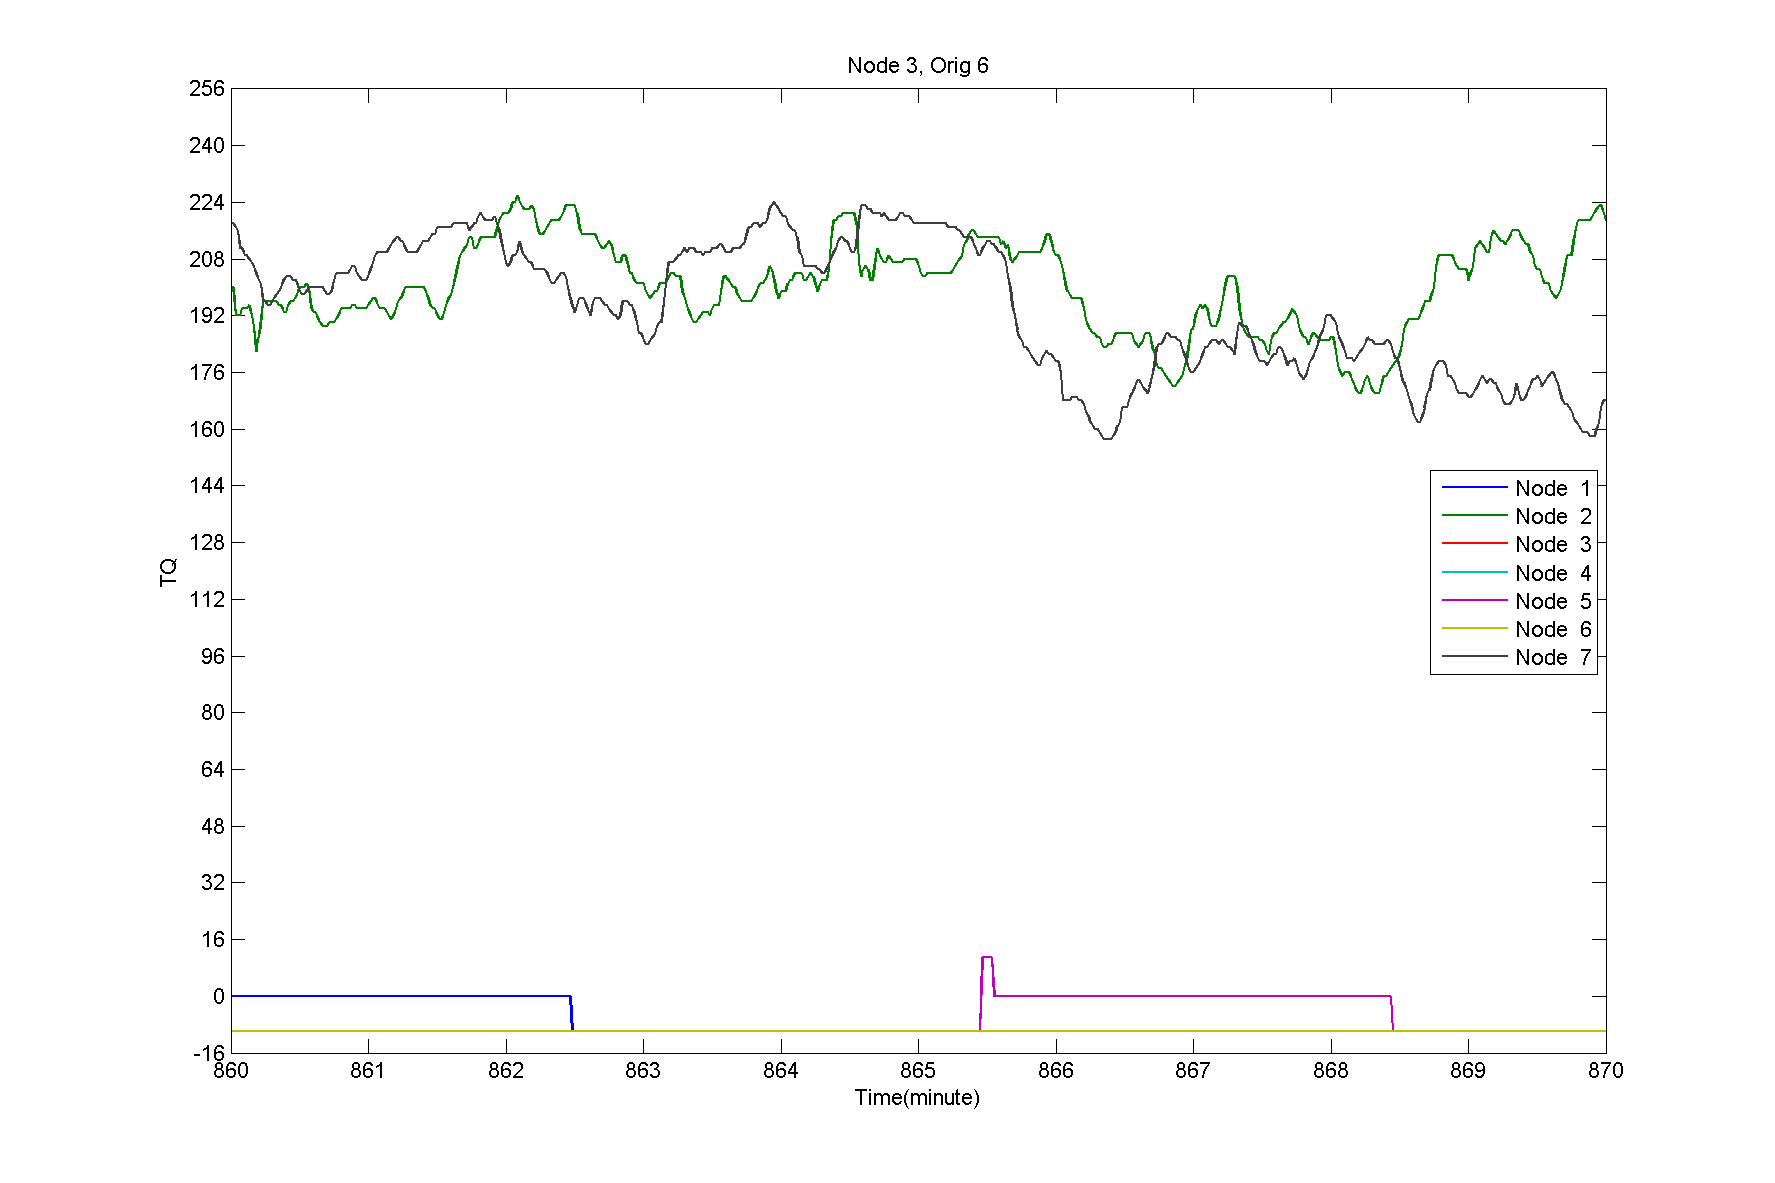 Node 3, Orig 6
256
240
224
208
192
176
160
144
128
112
96
80
64
48
32
16
0
-16
TQ
Node 1
Node 2
Node 3
Node 4
Node 5
Node 6
Node 7
860 861 862 863 864 865 866 867 868 869 870
Time(minute)